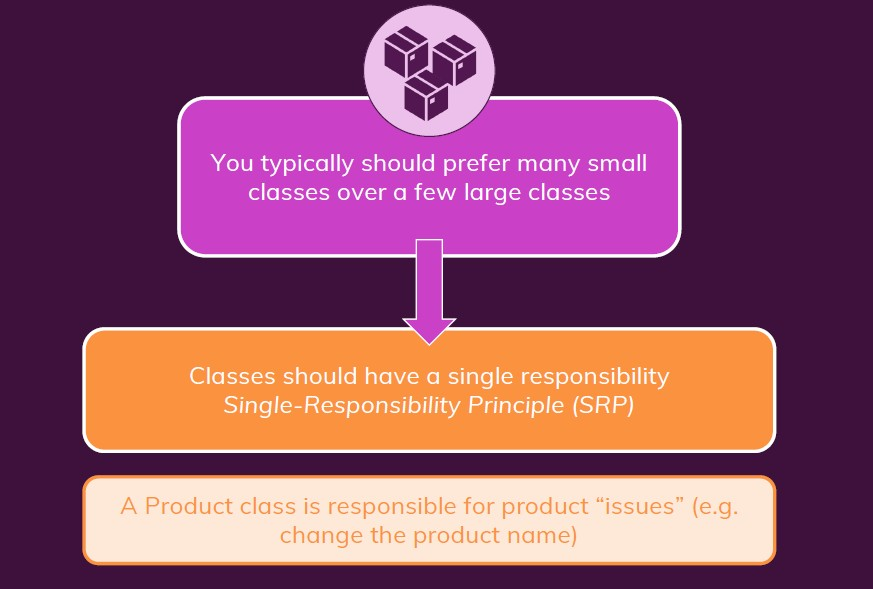 You typically should prefer many small
classes over a few large classes
Classes should have a single responsibility
Single-Responsibility Principle (SRP)
A Product class is responsible for product “issues” (e.g.
change the product name)